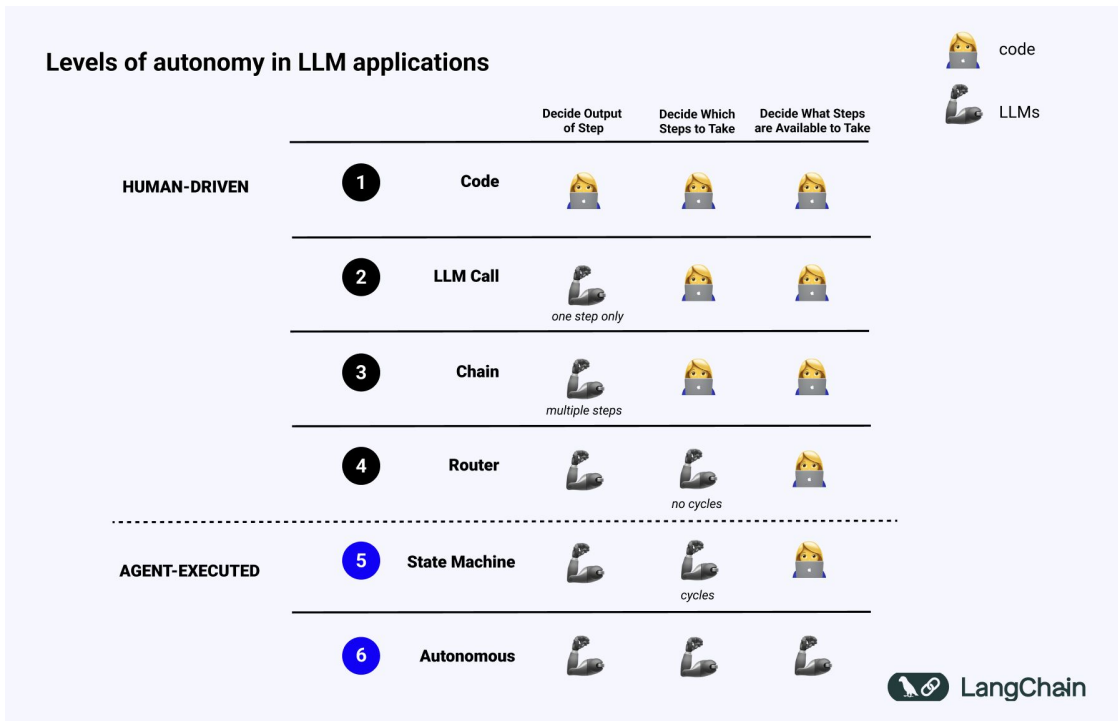 Levels of autonomy in LLM applications
code
LLMs
Decide Output
of Step
Decide Which
Steps to Take
Decide What Steps
are Available to Take
HUMAN-DRIVEN
1
Code
2
LLM Call
one step only
3
Chain
multiple steps
4
Router
no cycles
AGENT-EXECUTED
5
State Machine
cycles
6
Autonomous
LangChain